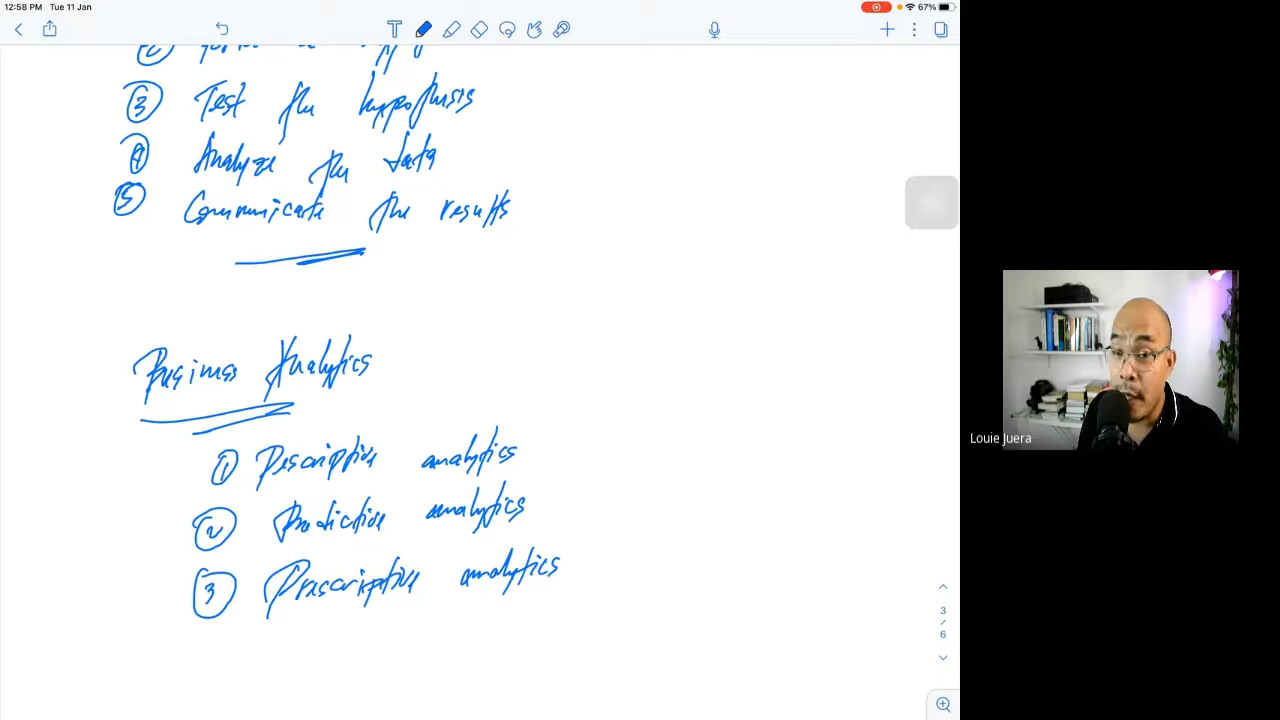 12:58 PM Tue 11 Jan 67%
T
③ Test the hypothesis
④ Analyze the data
⑤ Communicate the results
Business Analytics
① Descriptive analytics
② Predictive analytics
③ Prescriptive analytics
3
/
6
Louie Juera